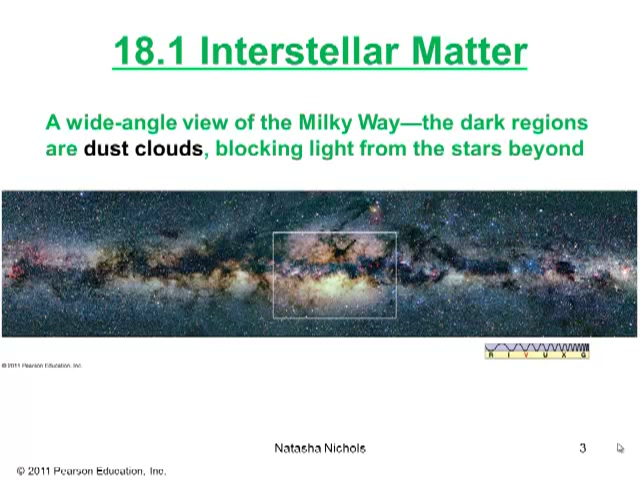 18.1 Interstellar Matter
A wide-angle view of the Milky Way—the dark regions
are dust clouds, blocking light from the stars beyond
R I V U X G
© 2011 Pearson Education, Inc.
Natasha Nichols 3
© 2011 Pearson Education, Inc.